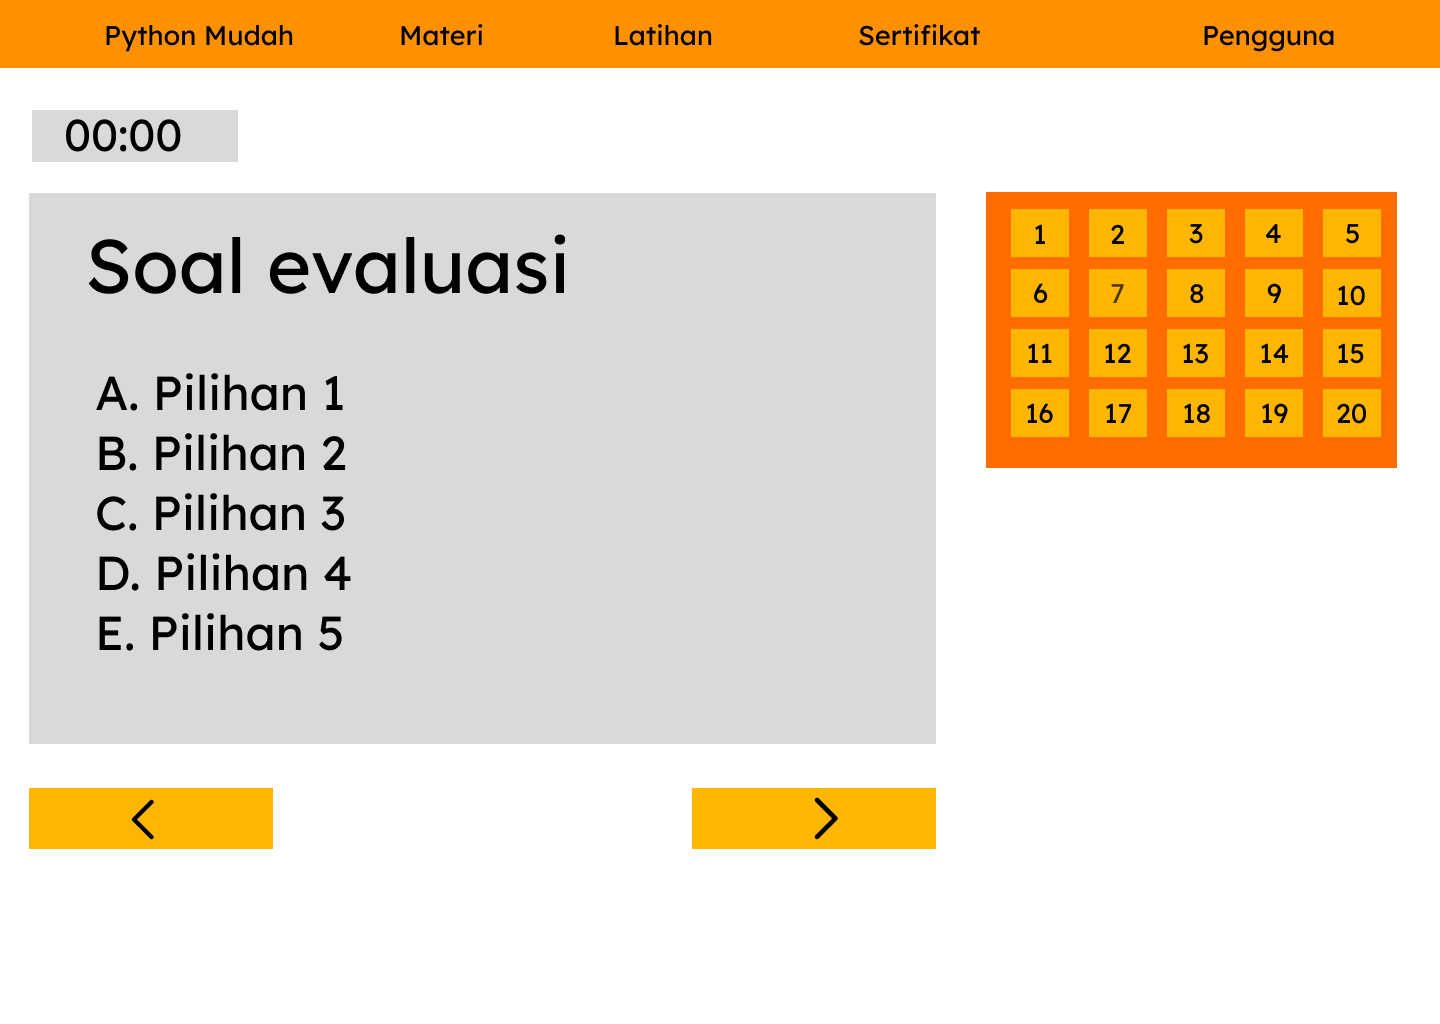 Python Mudah Materi Latihan Sertifikat Pengguna
00:00
Soal evaluasi
A. Pilihan 1
B. Pilihan 2
C. Pilihan 3
D. Pilihan 4
E. Pilihan 5
1 2 3 4 5
6 7 8 9 10
11 12 13 14 15
16 17 18 19 20